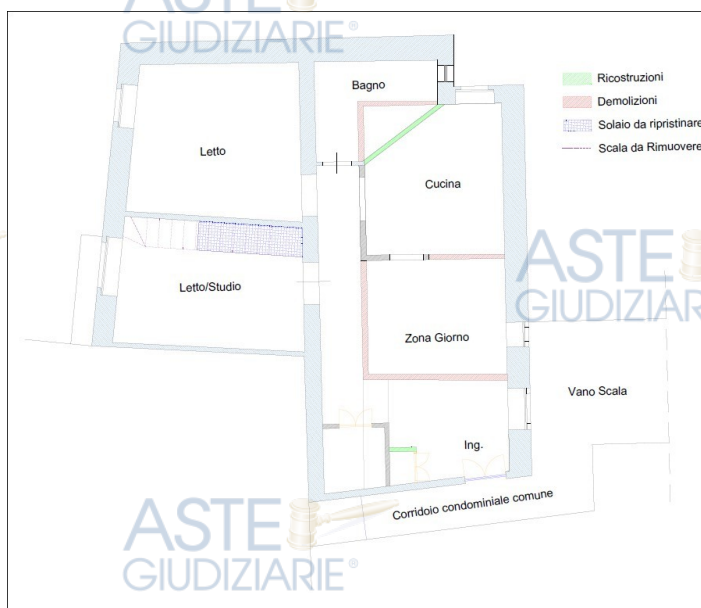 ASTE
GIUDIZIARIE®
Bagno
Ricostruzioni
Demolizioni
Solaio da ripristinare
Scala da Rimuovere
Letto
Cucina
ASTE
GIUDIZIAR
Letto/Studio
Zona Giorno
Vano Scala
Ing.
Corridoio condominiale comune
ASTE
GIUDIZIARIE®